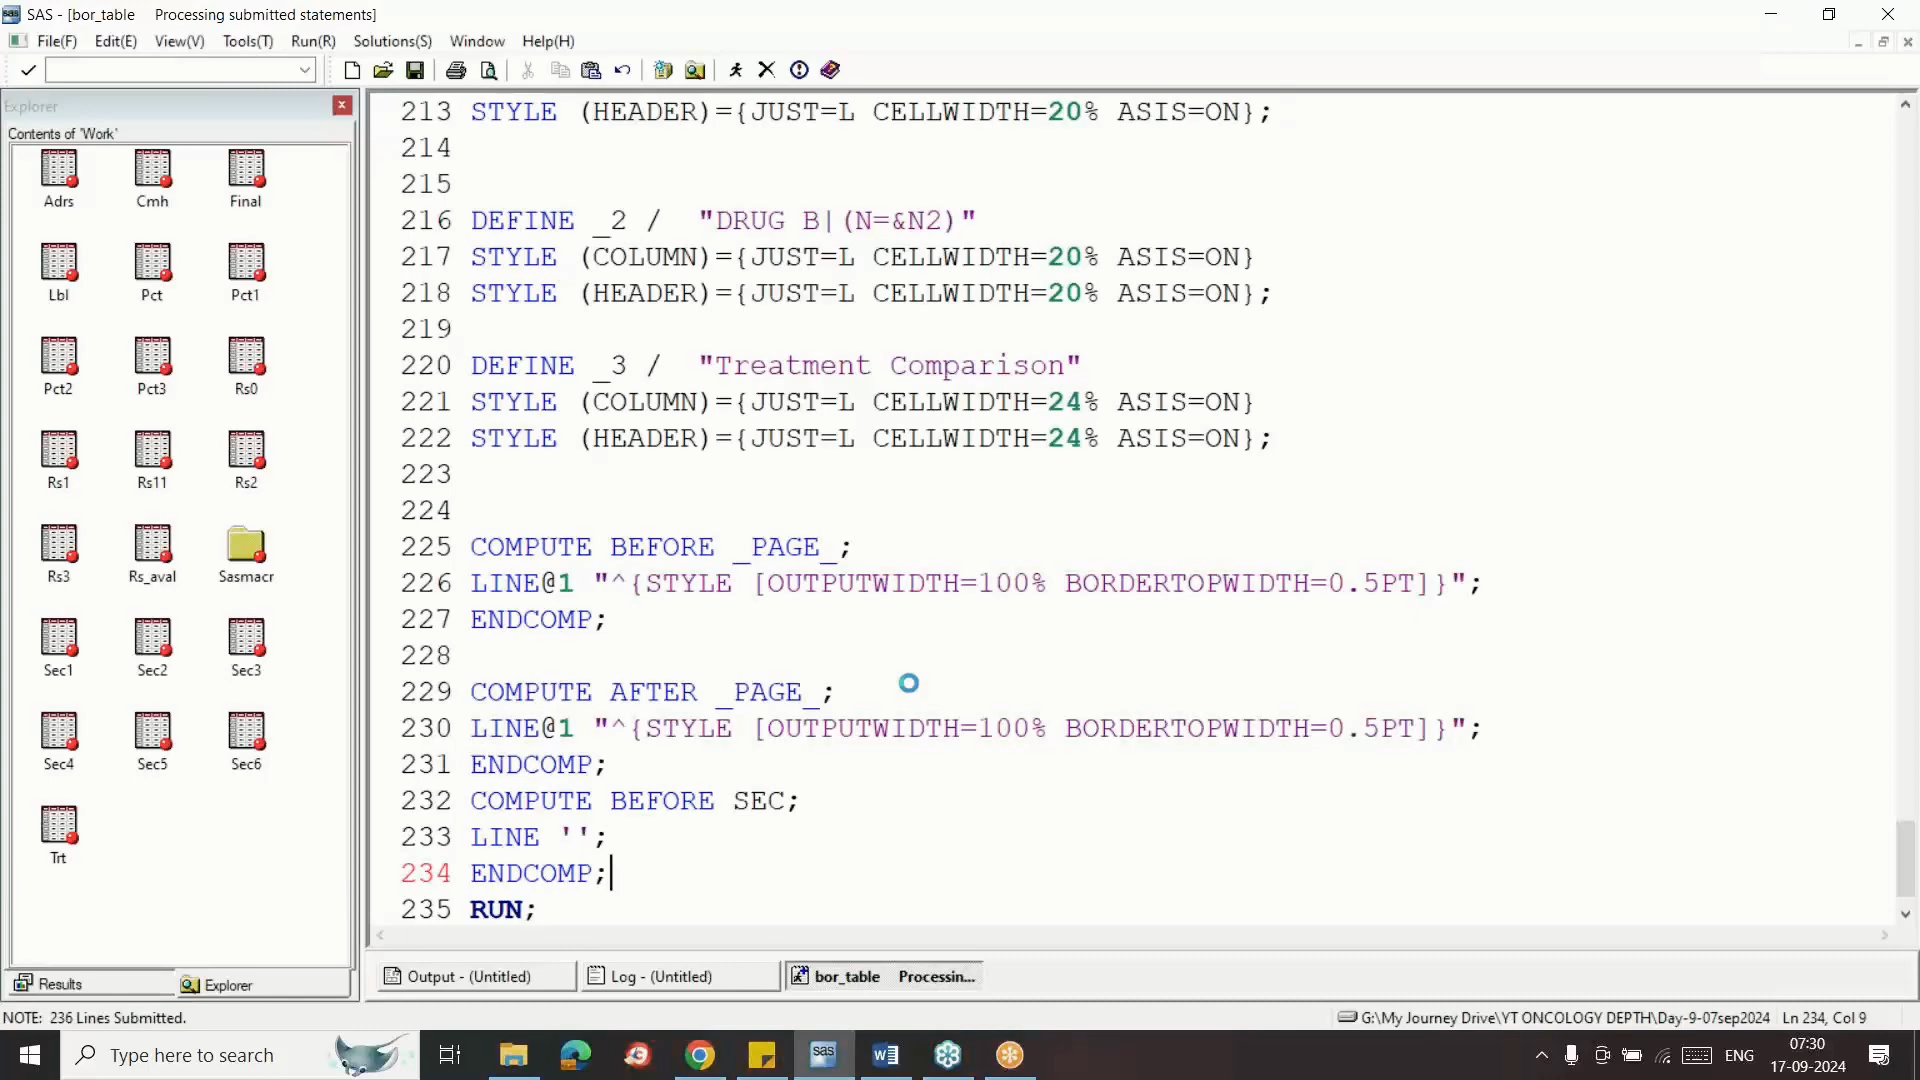 SAS - [bor_table    Processing submitted statements]
File(F) Edit(E) View(V) Tools(T) Run(R) Solutions(S) Window Help(H)
Explorer
Contents of 'Work'
Adrs Cmh Final
Lbl Pct Pct1
Pct2 Pct3 Rs0
Rs1 Rs11 Rs2
Rs3 Rs_aval Sasmacr
Sec1 Sec2 Sec3
Sec4 Sec5 Sec6
Trt
Results Explorer
213 STYLE (HEADER)={JUST=L CELLWIDTH=20% ASIS=ON};
214
215
216 DEFINE _2 /  "DRUG B|(N=&N2)"
217 STYLE (COLUMN)={JUST=L CELLWIDTH=20% ASIS=ON}
218 STYLE (HEADER)={JUST=L CELLWIDTH=20% ASIS=ON};
219
220 DEFINE _3 /  "Treatment Comparison"
221 STYLE (COLUMN)={JUST=L CELLWIDTH=24% ASIS=ON}
222 STYLE (HEADER)={JUST=L CELLWIDTH=24% ASIS=ON};
223
224
225 COMPUTE BEFORE _PAGE_;
226 LINE@1 "^{STYLE [OUTPUTWIDTH=100% BORDERTOPWIDTH=0.5PT]}";
227 ENDCOMP;
228
229 COMPUTE AFTER _PAGE_;
230 LINE@1 "^{STYLE [OUTPUTWIDTH=100% BORDERTOPWIDTH=0.5PT]}";
231 ENDCOMP;
232 COMPUTE BEFORE SEC;
233 LINE '';
234 ENDCOMP;
235 RUN;
Output - (Untitled) Log - (Untitled) bor_table    Processin...
NOTE: 236 Lines Submitted.
G:\My Journey Drive\YT ONCOLOGY DEPTH\Day-9-07sep2024 Ln 234, Col 9
Type here to search
ENG
07:30
17-09-2024